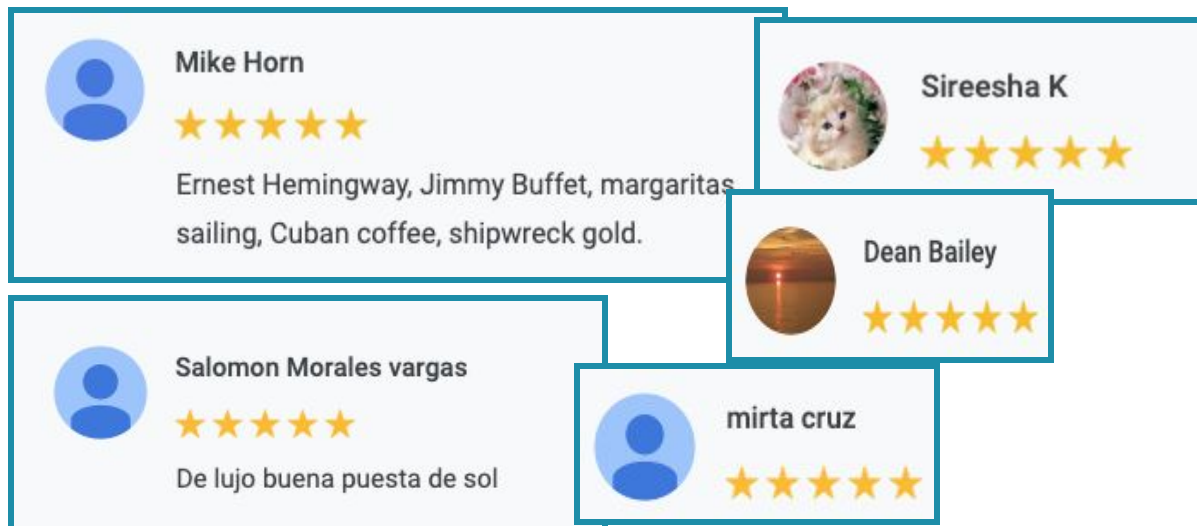 Mike Horn
Ernest Hemingway, Jimmy Buffet, margaritas
sailing, Cuban coffee, shipwreck gold.
Sireesha K
Dean Bailey
Salomon Morales vargas
De lujo buena puesta de sol
mirta cruz